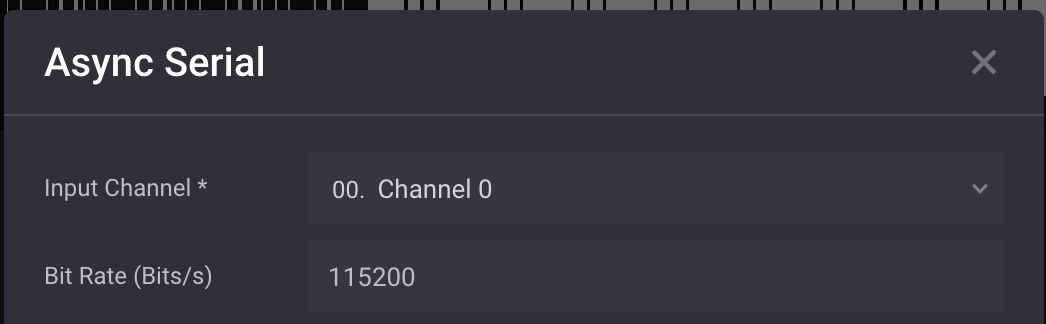 Async Serial
Input Channel * 00. Channel 0
Bit Rate (Bits/s) 115200